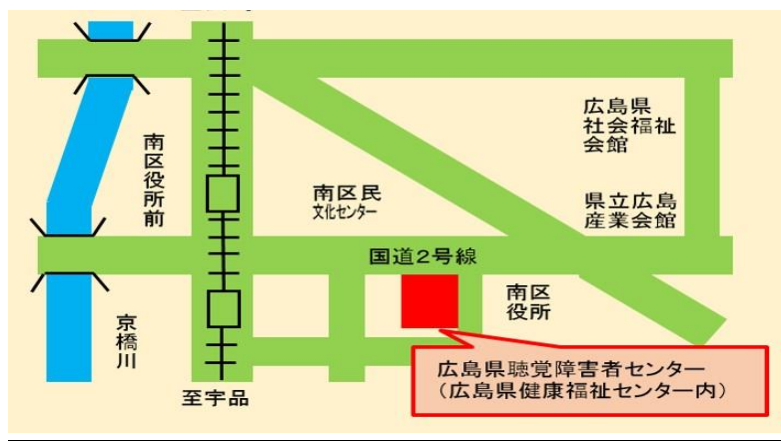 広島県
社会福祉
会館
南区役所前
南区民
文化センター
県立広島
産業会館
国道2号線
南区
役所
京橋川
広島県聴覚障害者センター
(広島県健康福祉センター内)
至宇品